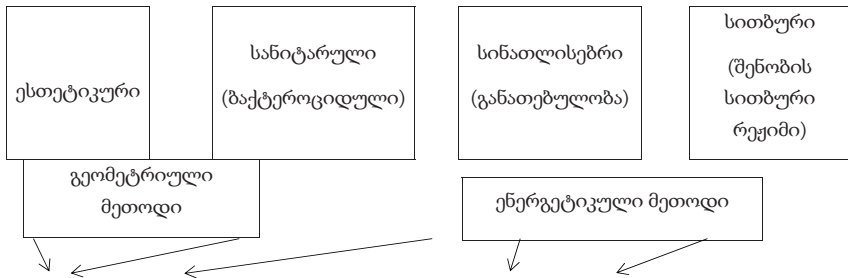 ესთეტიკური
სანიტარული
(ბაქტეროციდული)
სინათლისებრი
(განათებულობა)
სითბური
(შენობის
სითბური
რეჟიმი)
გეომეტრიული
მეთოდი
ენერგეტიკული მეთოდი